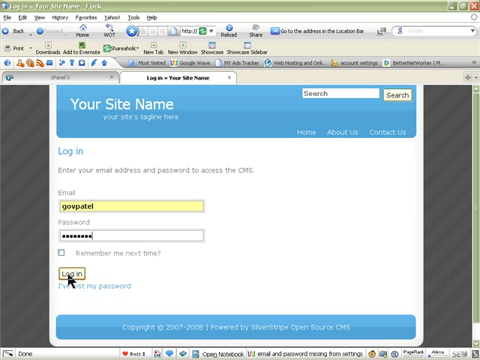 Log in » Your Site Name - Flock
File Edit View History Favorites Yahoo! Tools Help
Back Home WOT http:// Reload Share Go to the address in the Location Bar Google
Print Downloads Add to Evernote Shareaholic Showcase Showcase Sidebar
Most Visited Google Wave My Ads Tracker Web Hosting and Onli... account settings BetterNetWorker | M...
cPanel X
Log in » Your Site Name
Your Site Name
your site's tagline here
Search
Search
Home About Us Contact Us
Log in
Enter your email address and password to access the CMS.
Email
govpatel
Password
Remember me next time?
Log in
I've lost my password
Copyright © 2007-2008 | Powered by SilverStripe Open Source CMS
Done
Open Notebook
email and password missing from settings
PageRank
Alexa